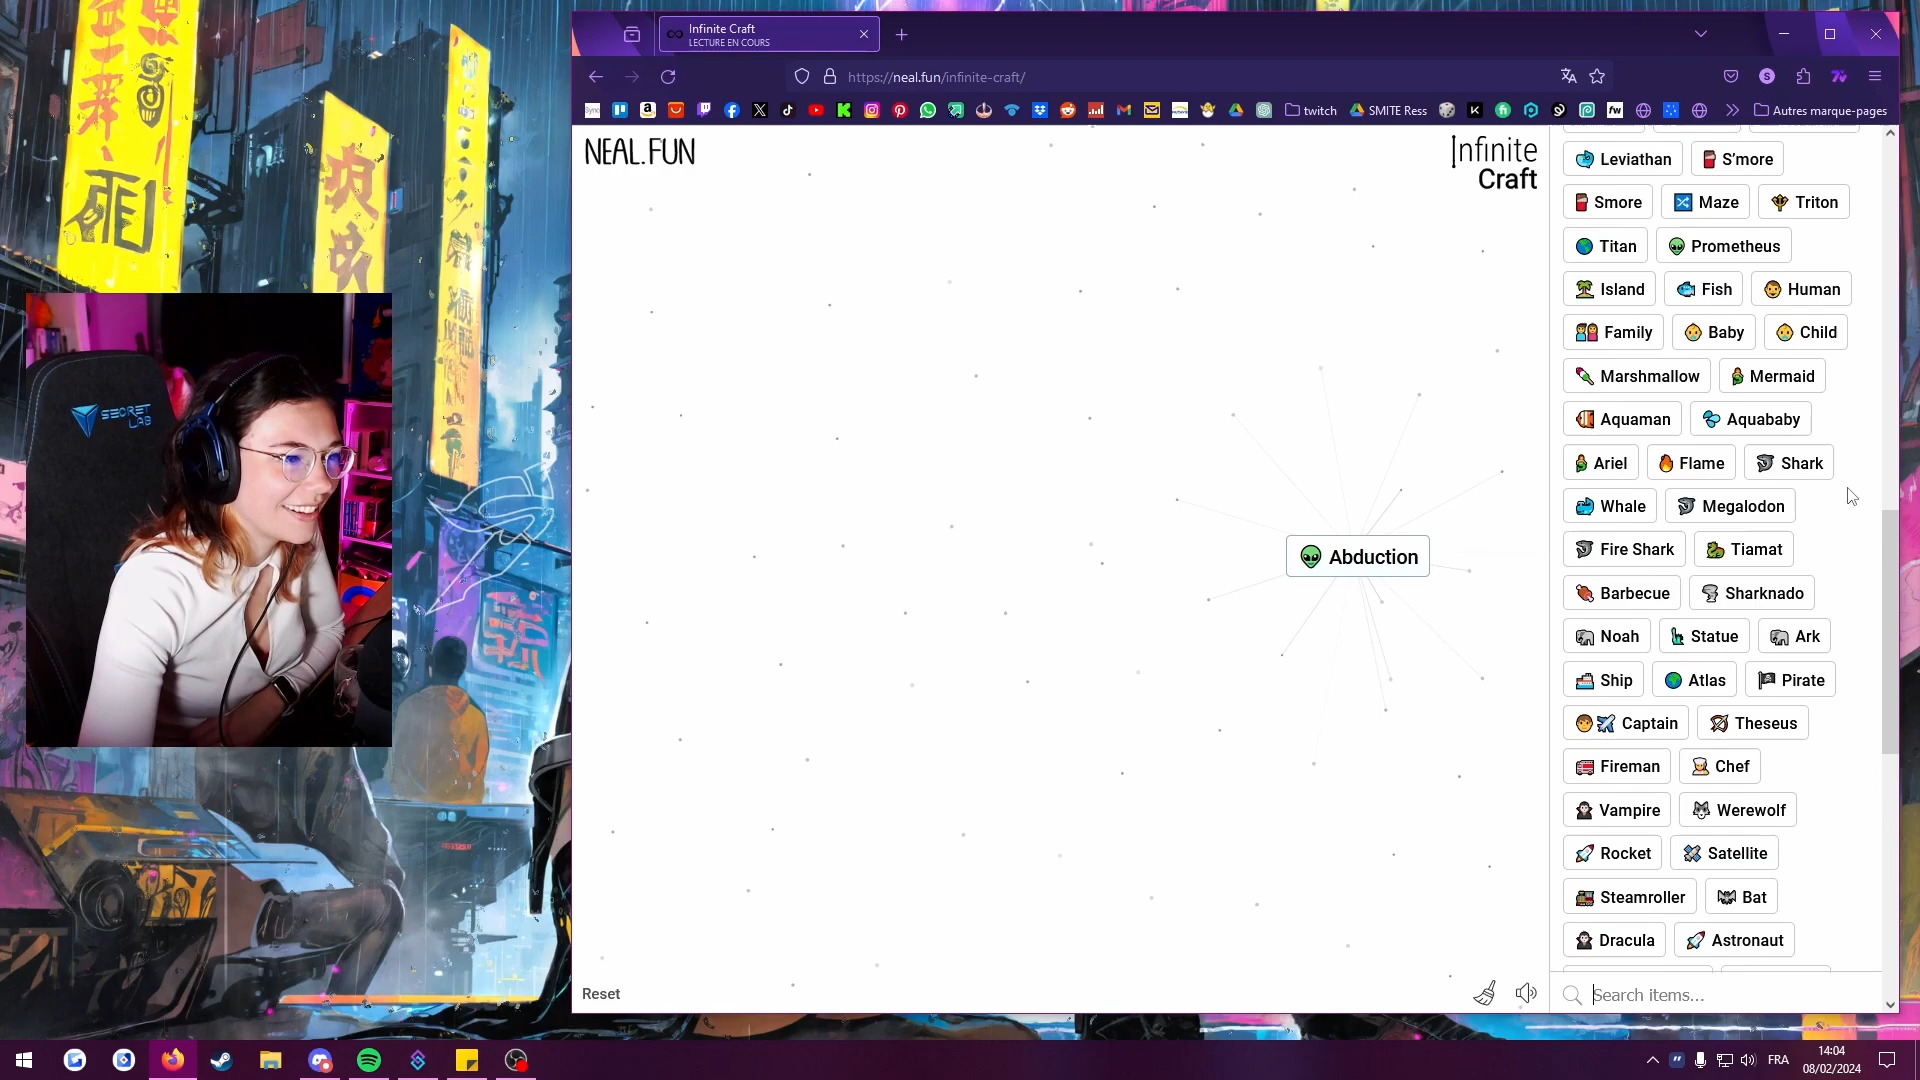 Infinite Craft
LECTURE EN COURS
https://neal.fun/infinite-craft/
twitch
SMITE Ress
Autres marque-pages
NEAL.FUN
Infinite
Craft
Leviathan
S'more
Smore
Maze
Triton
Titan
Prometheus
Island
Fish
Human
Family
Baby
Child
Marshmallow
Mermaid
Aquaman
Aquababy
Ariel
Flame
Shark
Whale
Megalodon
Fire Shark
Tiamat
Barbecue
Sharknado
Noah
Statue
Ark
Ship
Atlas
Pirate
Captain
Theseus
Fireman
Chef
Vampire
Werewolf
Rocket
Satellite
Steamroller
Bat
Dracula
Astronaut
Abduction
SECRET
LAB
Reset
Search items...
FRA
14:04
08/02/2024